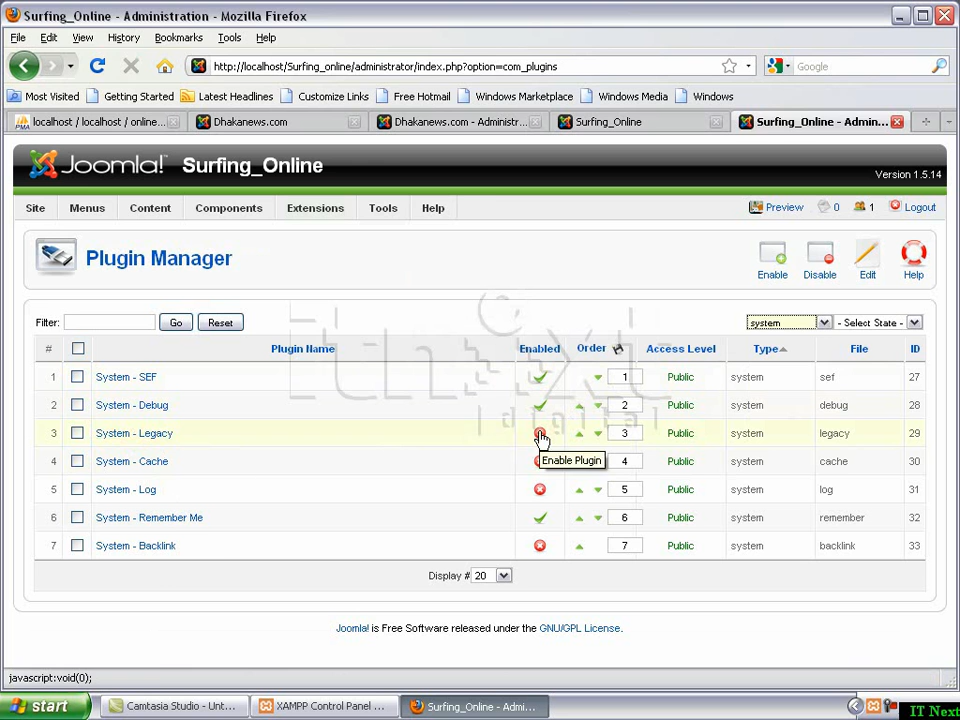 Surfing_Online - Administration - Mozilla Firefox
File Edit View History Bookmarks Tools Help
http://localhost/Surfing_online/administrator/index.php?option=com_plugins
Google
Most Visited Getting Started Latest Headlines Customize Links Free Hotmail Windows Marketplace Windows Media Windows
localhost / localhost / online... Dhakanews.com Dhakanews.com - Administr... Surfing_Online Surfing_Online - Admin...
Joomla! Surfing_Online
Version 1.5.14
Site Menus Content Components Extensions Tools Help Preview 0 1 Logout
Plugin Manager
Enable Disable Edit Help
Filter: Go Reset system - Select State -
# Plugin Name Enabled Order Access Level Type File ID
1 System - SEF 1 Public system sef 27
2 System - Debug 2 Public system debug 28
3 System - Legacy 3 Public system legacy 29
4 System - Cache 4 Public system cache 30
Enable Plugin
5 System - Log 5 Public system log 31
6 System - Remember Me 6 Public system remember 32
7 System - Backlink 7 Public system backlink 33
Display # 20
Joomla! is Free Software released under the GNU/GPL License.
javascript:void(0);
start Camtasia Studio - Unt... XAMPP Control Panel ... Surfing_Online - Admi...
IT Next
digital